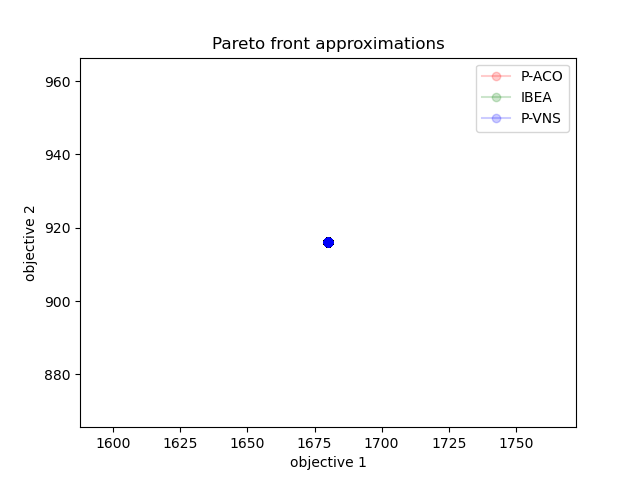 Pareto front approximations
P-ACO
IBEA
P-VNS
960
940
920
900
880
objective 2
1600 1625 1650 1675 1700 1725 1750
objective 1